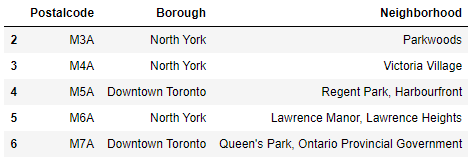 Postalcode Borough Neighborhood
2 M3A North York Parkwoods
3 M4A North York Victoria Village
4 M5A Downtown Toronto Regent Park, Harbourfront
5 M6A North York Lawrence Manor, Lawrence Heights
6 M7A Downtown Toronto Queen's Park, Ontario Provincial Government